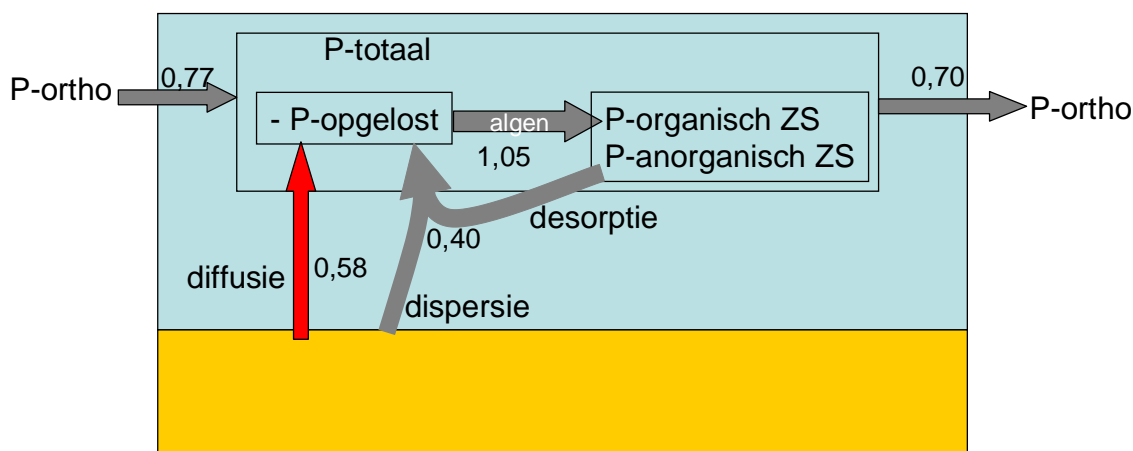 P-totaal
0,77
0,70
P-ortho
P-ortho
- P-opgelost
algen
P-organisch ZS
1,05
P-anorganisch ZS
desorptie
0,40
diffusie
0,58
dispersie